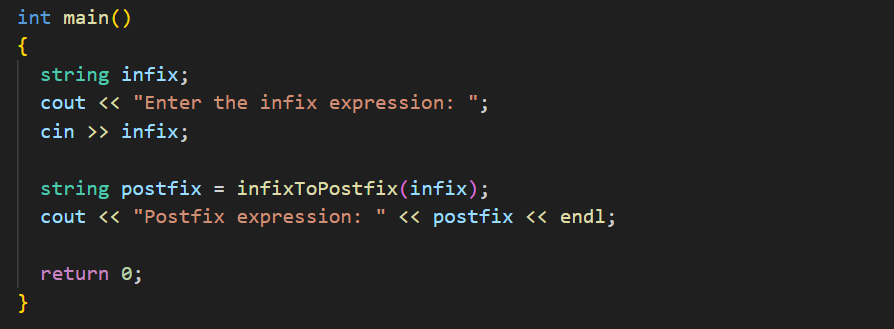 int main()
{
string infix;
cout << "Enter the infix expression: ";
cin >> infix;
string postfix = infixToPostfix(infix);
cout << "Postfix expression: " << postfix << endl;
return 0;
}